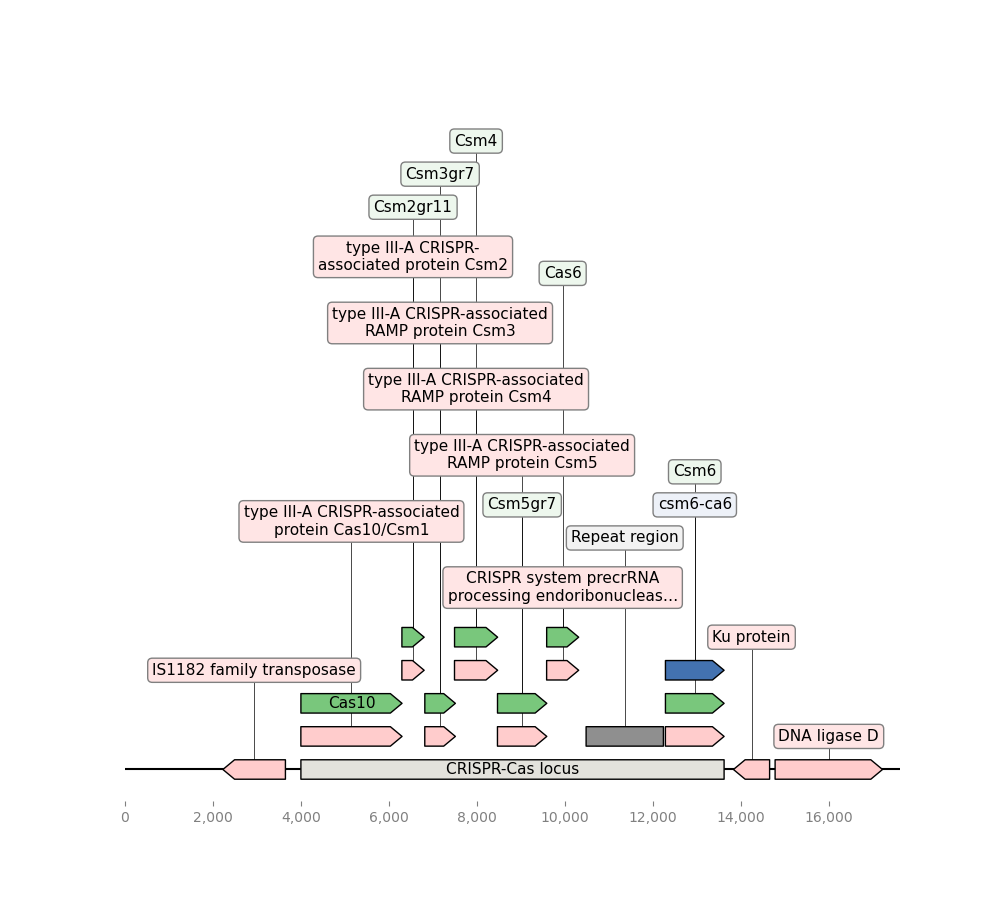 Csm4
Csm3gr7
Csm2gr11
type III-A CRISPR-
associated protein Csm2
Cas6
type III-A CRISPR-associated
RAMP protein Csm3
type III-A CRISPR-associated
RAMP protein Csm4
type III-A CRISPR-associated
RAMP protein Csm5
Csm6
Csm5gr7
csm6-ca6
type III-A CRISPR-associated
protein Cas10/Csm1
Repeat region
CRISPR system precrRNA
processing endoribonucleas…
Ku protein
IS1182 family transposase
Cas10
DNA ligase D
CRISPR-Cas locus
0 2,000 4,000 6,000 8,000 10,000 12,000 14,000 16,000